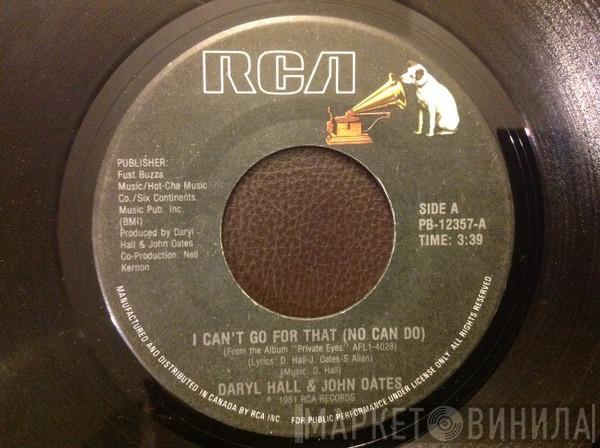 RCA
PUBLISHER:
Fust Buzza
Music/Hot-Cha Music
Co./Six Continents
Music Pub. Inc.
(BMI)
Produced by Daryl
Hall & John Oates
Co-Production: Neil
Kernon
SIDE A
PB-12357-A
TIME: 3:39
I CAN'T GO FOR THAT (NO CAN DO)
(From the Album "Private Eyes" AFL1-4028)
(Lyrics: D. Hall-J. Oates-S Allen)
(Music: D. Hall)
DARYL HALL & JOHN OATES
℗ 1981 RCA RECORDS
MANUFACTURED AND DISTRIBUTED IN CANADA BY RCA INC. FOR PUBLIC PERFORMANCE UNDER LICENSE ONLY. ALL RIGHTS RESERVED.
МАРКЕТ ВИНИЛА